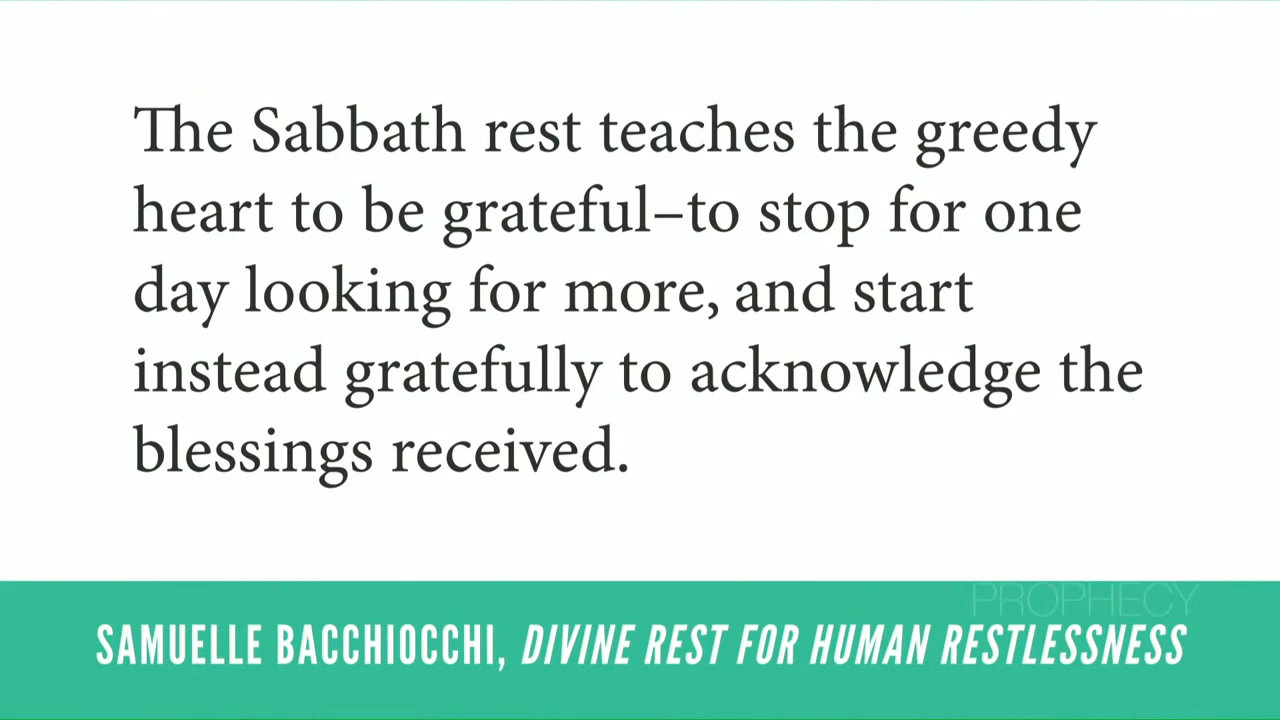 The Sabbath rest teaches the greedy
heart to be grateful–to stop for one
day looking for more, and start
instead gratefully to acknowledge the
blessings received.
PROPHECY
SAMUELLE BACCHIOCCHI, DIVINE REST FOR HUMAN RESTLESSNESS